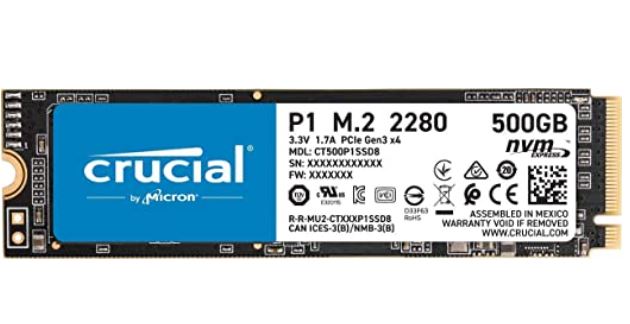 crucial
by Micron
P1 M.2 2280
500GB
3.3V 1.7A PCIe Gen3 x4
MDL: CT500P1SSD8
SN: XXXXXXXXXXXX
FW: XXXXXXX
nvm
EXPRESS
R-R-MU2-CTXXXP1SSD8
CAN ICES-3(B)/NMB-3(B)
RoHS
ASSEMBLED IN MEXICO
WARRANTY VOID IF REMOVED
WWW.CRUCIAL.COM